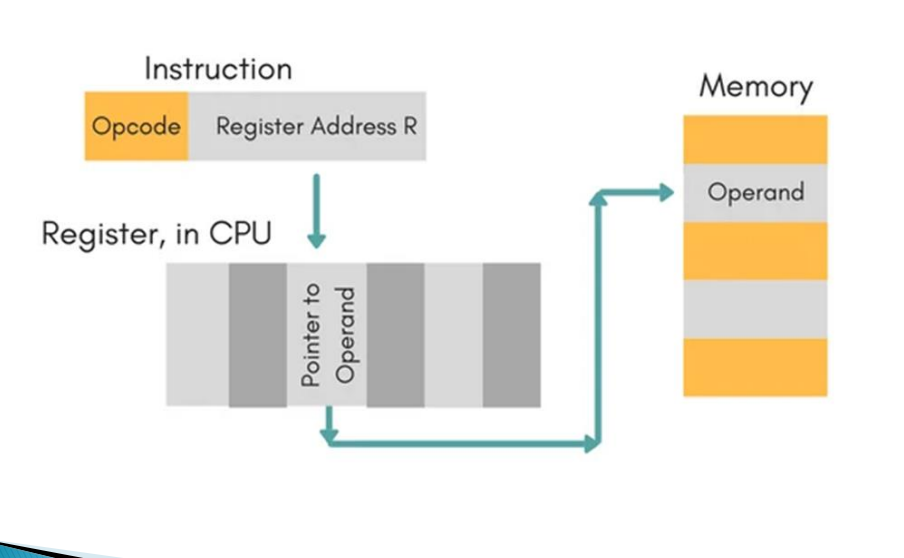 Instruction
Opcode
Register Address R
Register, in CPU
Pointer to
Operand
Memory
Operand